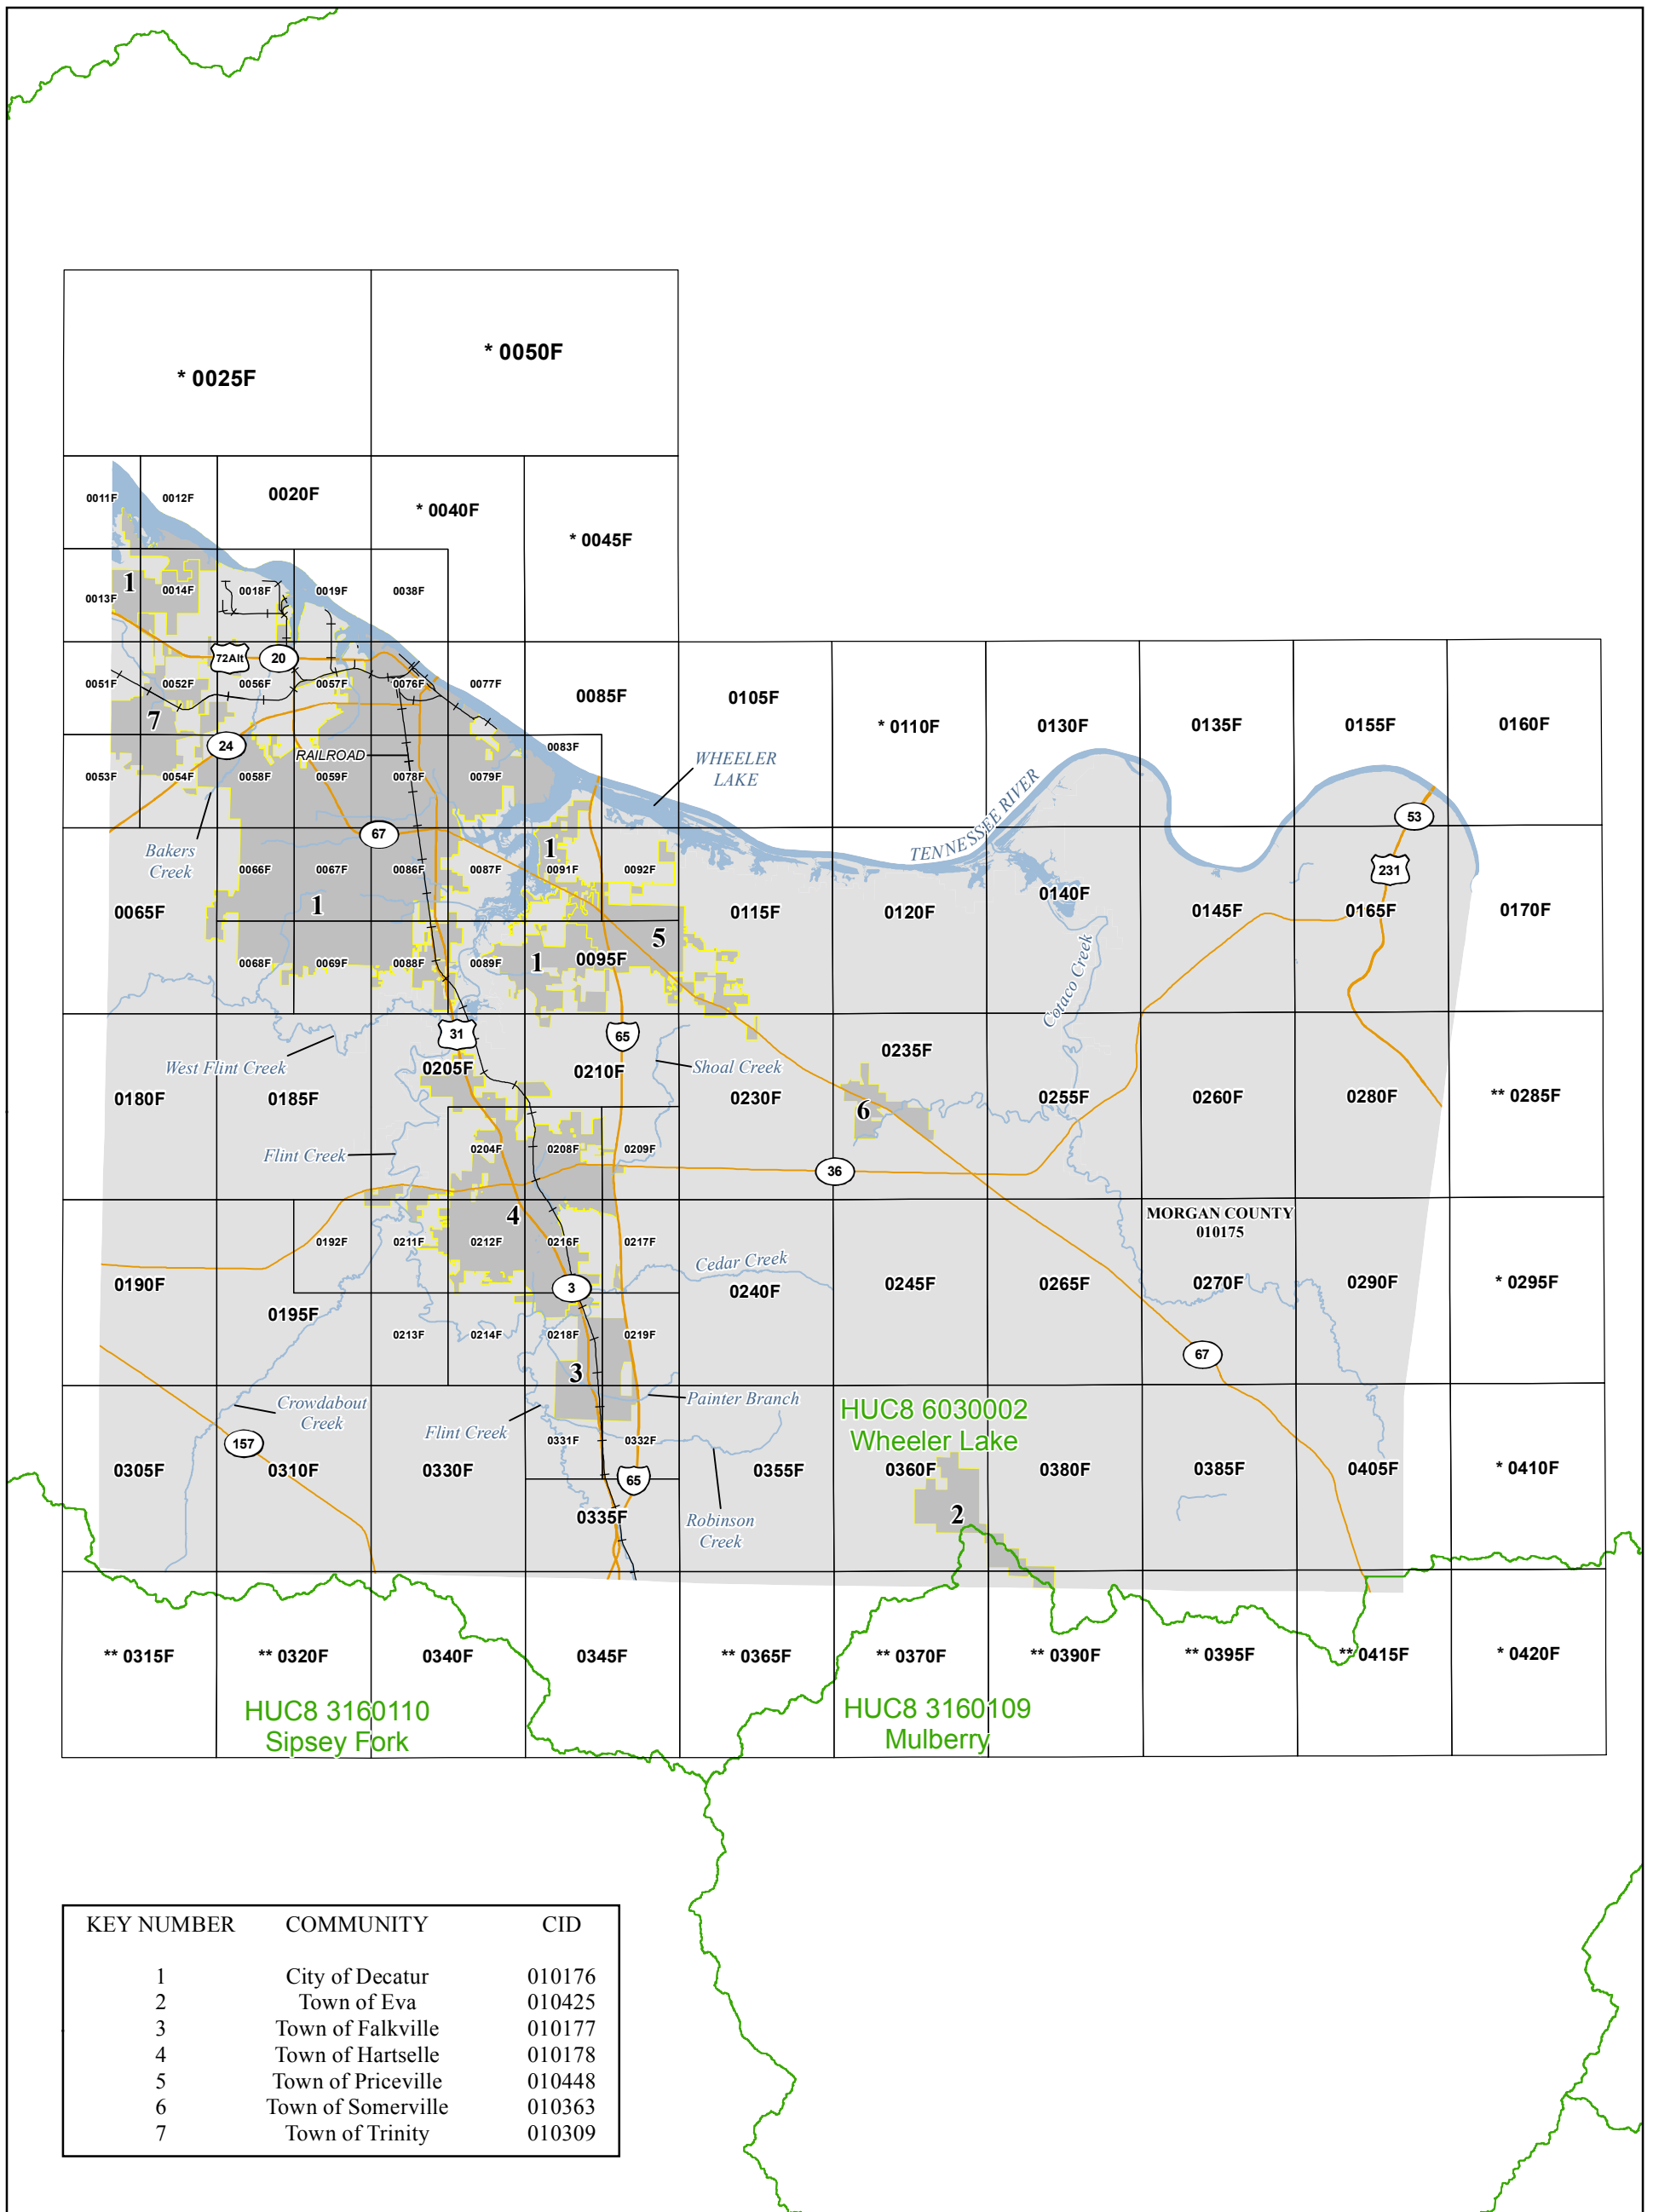 * 0050F
* 0025F
0011F
0012F
0020F
* 0040F
* 0045F
1
0013F
0014F
0018F
0019F
0038F
72Alt
20
0051F
0052F
0056F
0057F
0076F
0077F
0085F
0105F
* 0110F
0130F
0135F
0155F
0160F
7
24
RAILROAD
0053F
0054F
0058F
0059F
0078F
0079F
0083F
WHEELER
LAKE
TENNESSEE RIVER
53
67
Bakers
Creek
1
0065F
0066F
0067F
0086F
0087F
0091F
0092F
231
1
0115F
0120F
0140F
0145F
0165F
0170F
5
0068F
0069F
0088F
0089F
1
0095F
Cotaco Creek
31
65
West Flint Creek
0205F
0210F
Shoal Creek
0235F
0180F
0185F
0230F
6
0255F
0260F
0280F
** 0285F
Flint Creek
0204F
0208F
0209F
36
4
MORGAN COUNTY
010175
0192F
0211F
0212F
0216F
0217F
Cedar Creek
0190F
3
0240F
0245F
0265F
0270F
0290F
* 0295F
0195F
0213F
0214F
0218F
0219F
67
3
Crowdabout
Creek
Flint Creek
Painter Branch
HUC8 6030002
Wheeler Lake
157
0331F
0332F
0305F
0310F
0330F
65
0355F
0360F
0380F
0385F
0405F
* 0410F
0335F
Robinson
Creek
2
** 0315F
** 0320F
0340F
0345F
** 0365F
** 0370F
** 0390F
** 0395F
** 0415F
* 0420F
HUC8 3160110
Sipsey Fork
HUC8 3160109
Mulberry
KEY NUMBER COMMUNITY CID
1 City of Decatur 010176
2 Town of Eva 010425
3 Town of Falkville 010177
4 Town of Hartselle 010178
5 Town of Priceville 010448
6 Town of Somerville 010363
7 Town of Trinity 010309